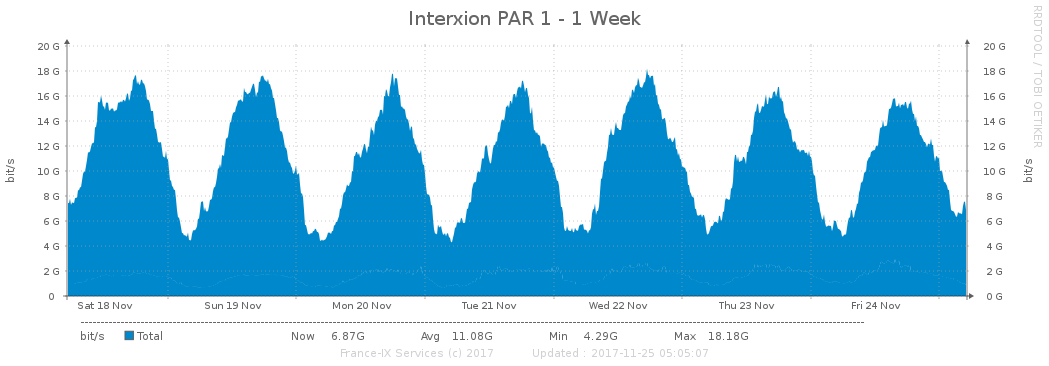 Interxion PAR 1 - 1 Week
RRDTOOL / TOBI OETIKER
20 G 20 G
18 G 18 G
16 G 16 G
14 G 14 G
12 G 12 G
10 G 10 G
8 G 8 G
6 G 6 G
4 G 4 G
2 G 2 G
0 0 G
bit/s
bit/s
Sat 18 Nov Sun 19 Nov Mon 20 Nov Tue 21 Nov Wed 22 Nov Thu 23 Nov Fri 24 Nov
bit/s Total Now 6.87G Avg 11.08G Min 4.29G Max 18.18G
France-IX Services (c) 2017 Updated : 2017-11-25 05:05:07